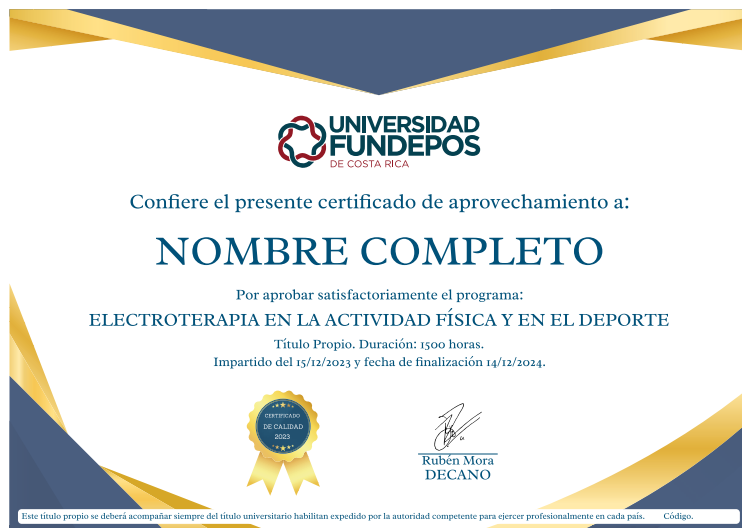 UNIVERSIDAD
FUNDEPOS
DE COSTA RICA
Confiere el presente certificado de aprovechamiento a:
NOMBRE COMPLETO
Por aprobar satisfactoriamente el programa:
ELECTROTERAPIA EN LA ACTIVIDAD FÍSICA Y EN EL DEPORTE
Título Propio. Duración: 1500 horas.
Impartido del 15/12/2023 y fecha de finalización 14/12/2024.
CERTIFICADO
DE CALIDAD
2023
Rubén Mora
DECANO
Este título propio se deberá acompañar siempre del título universitario habilitan expedido por la autoridad competente para ejercer profesionalmente en cada país. Código.